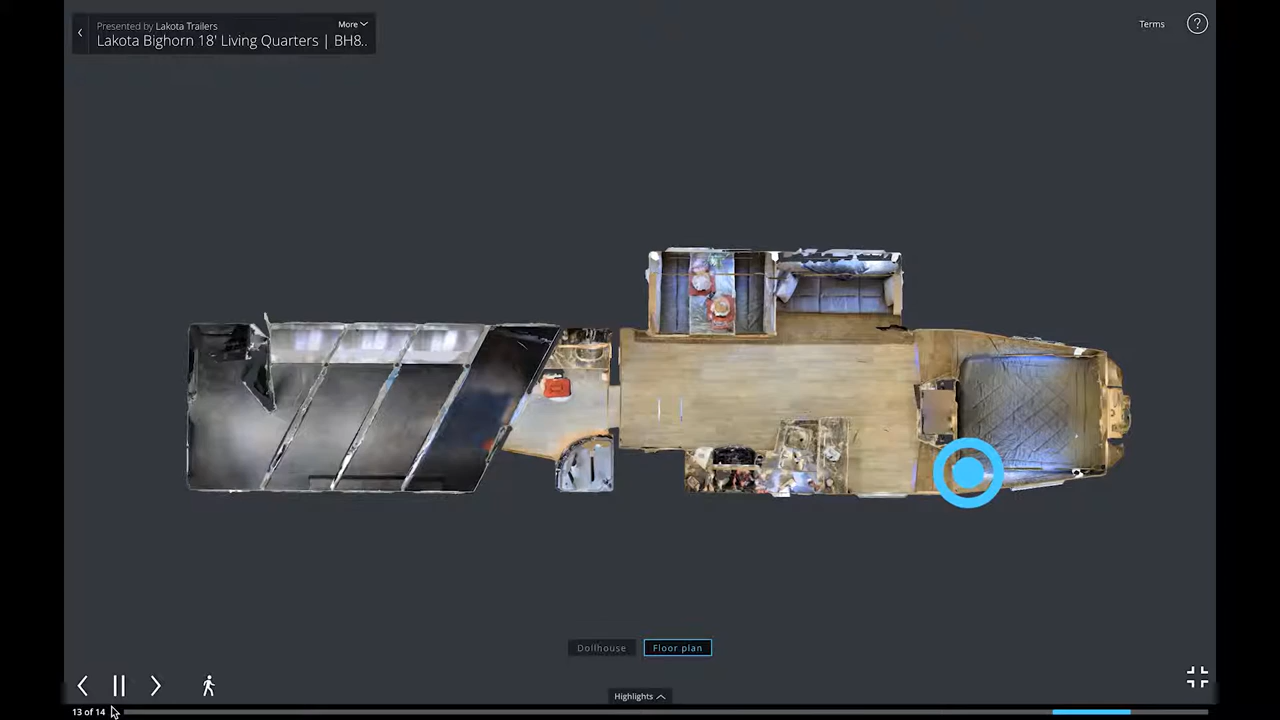 Presented by Lakota Trailers
More
Lakota Bighorn 18' Living Quarters | BH8..
Terms
?
Dollhouse
Floor plan
Highlights
13 of 14